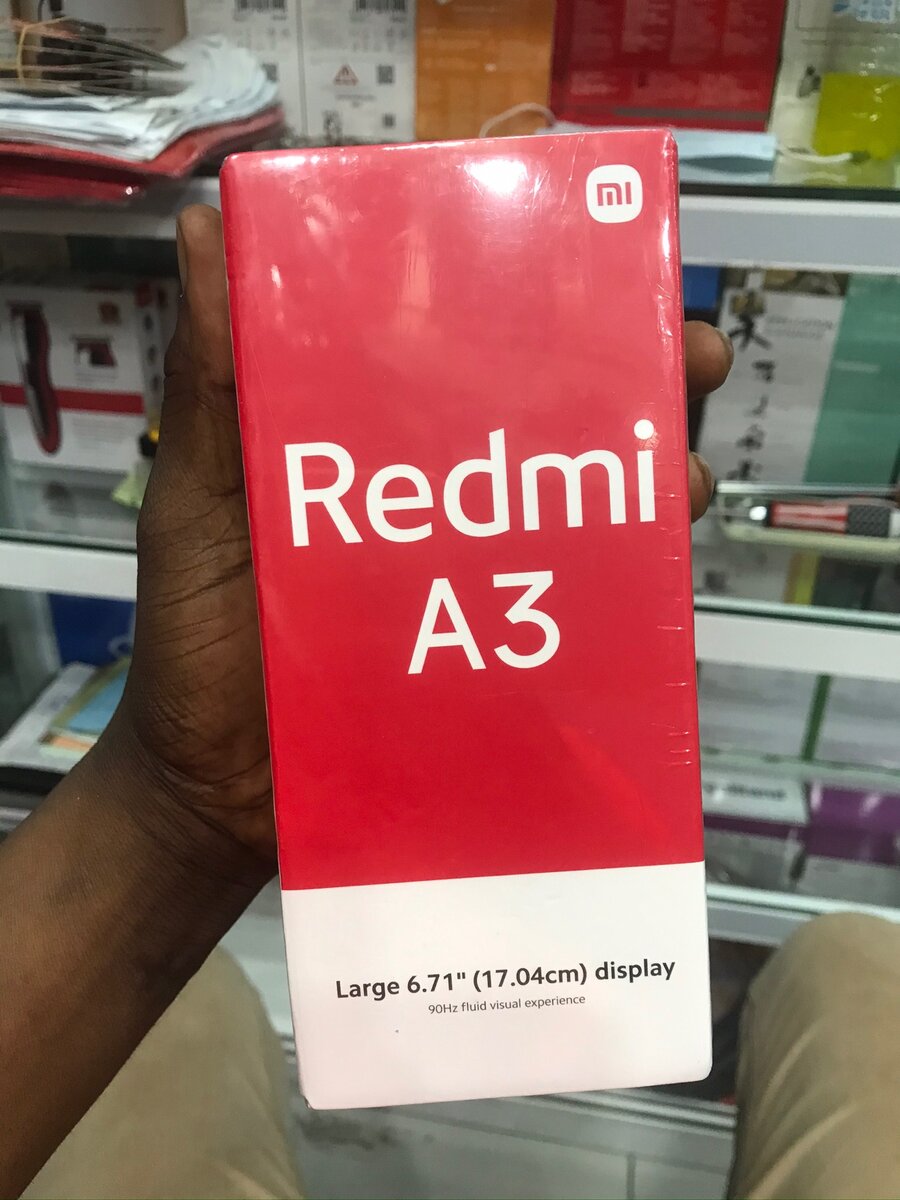 mi
Redmi
A3
Large 6.71" (17.04cm) display
90Hz fluid visual experience